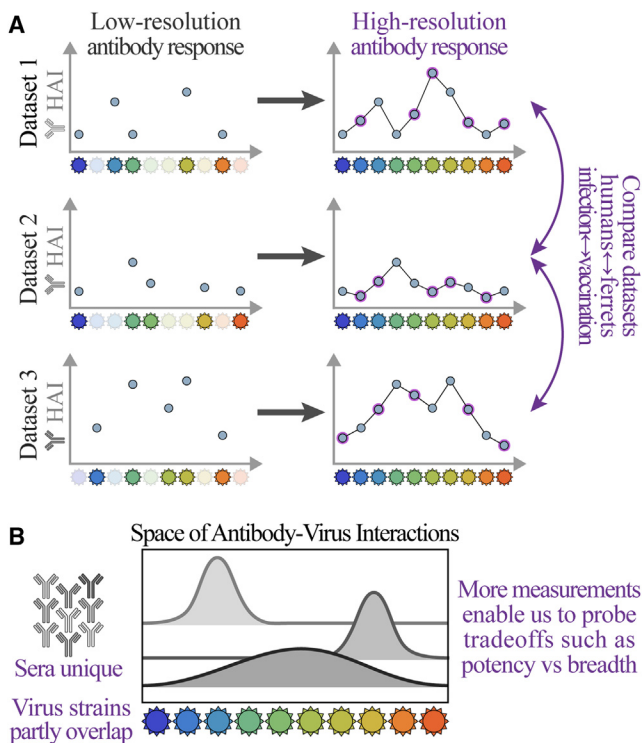 A
Low-resolution
antibody response
High-resolution
antibody response
Dataset 1
HAI
Dataset 2
HAI
Dataset 3
HAI
Compare datasets
humans↔ferrets
infection↔vaccination
B
Space of Antibody-Virus Interactions
Sera unique
Virus strains
partly overlap
More measurements
enable us to probe
tradeoffs such as
potency vs breadth